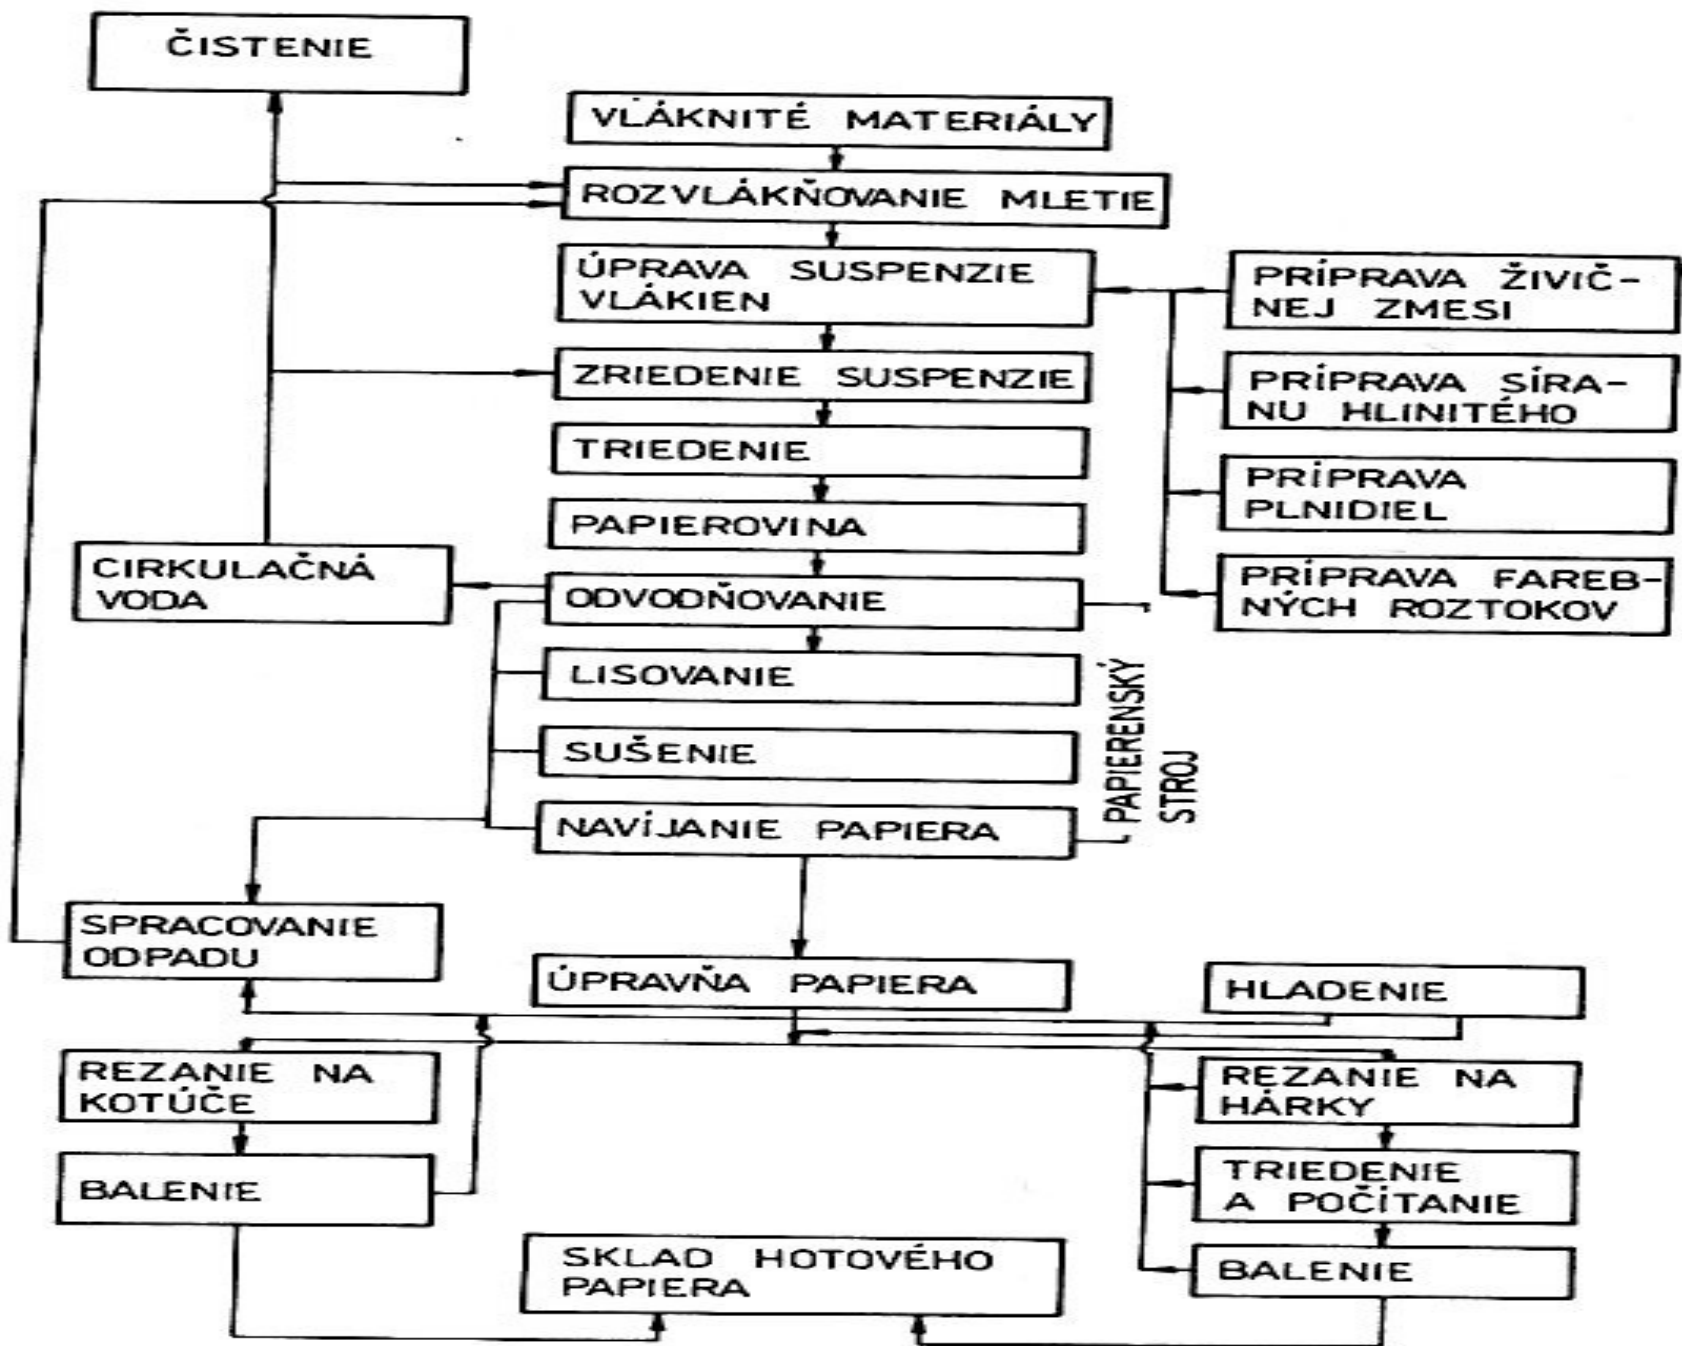 ČISTENIE
VLÁKNITÉ MATERIÁLY
ROZVLÁKŇOVANIE MLETIE
ÚPRAVA SUSPENZIE
VLÁKIEN
PRÍPRAVA ŽIVIČ-
NEJ ZMESI
ZRIEDENIE SUSPENZIE
PRÍPRAVA SÍRA-
NU HLINITÉHO
TRIEDENIE
PRÍPRAVA
PLNIDIEL
PAPIEROVINA
CIRKULAČNÁ
VODA
ODVODŇOVANIE
PRÍPRAVA FAREB-
NÝCH ROZTOKOV
LISOVANIE
SUŠENIE
NAVÍJANIE PAPIERA
PAPIERENSKÝ
STROJ
SPRACOVANIE
ODPADU
ÚPRAVŇA PAPIERA
HLADENIE
REZANIE NA
KOTÚČE
REZANIE NA
HÁRKY
BALENIE
TRIEDENIE
A POČÍTANIE
SKLAD HOTOVÉHO
PAPIERA
BALENIE